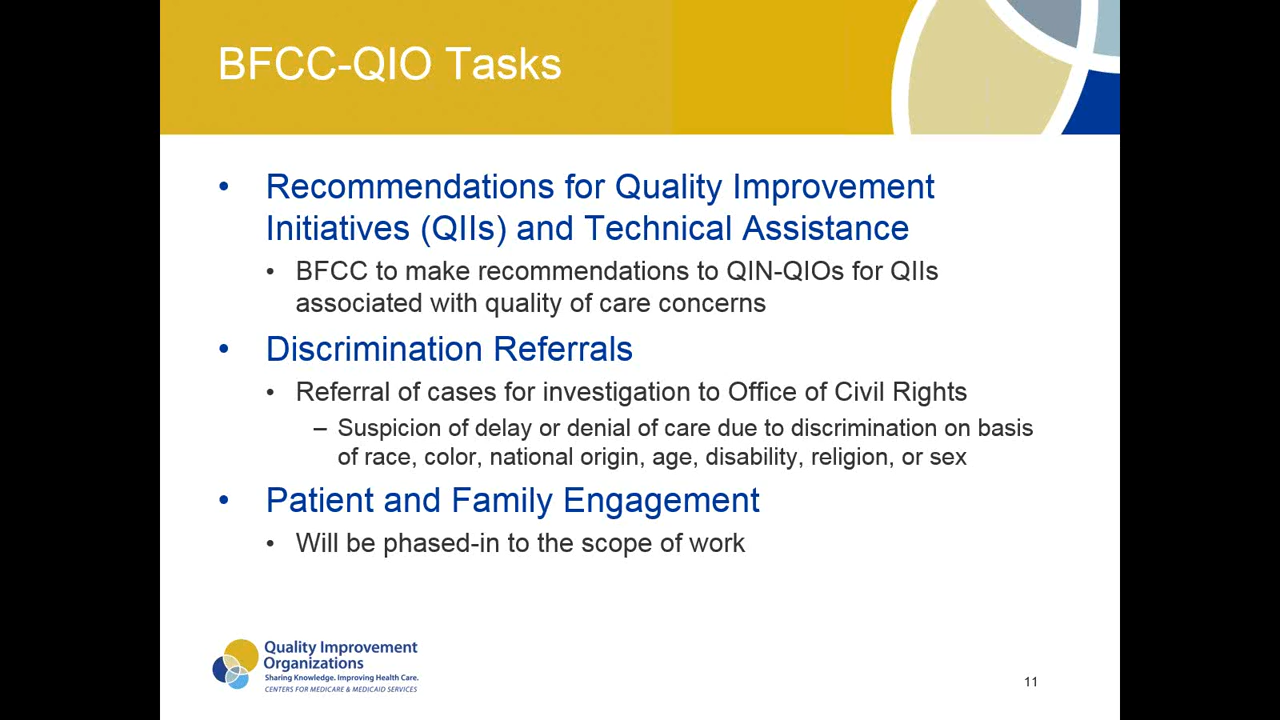 BFCC-QIO Tasks
• Recommendations for Quality Improvement
Initiatives (QIIs) and Technical Assistance
• BFCC to make recommendations to QIN-QIOs for QIIs
associated with quality of care concerns
• Discrimination Referrals
• Referral of cases for investigation to Office of Civil Rights
– Suspicion of delay or denial of care due to discrimination on basis
of race, color, national origin, age, disability, religion, or sex
• Patient and Family Engagement
• Will be phased-in to the scope of work
Quality Improvement
Organizations
Sharing Knowledge. Improving Health Care.
CENTERS FOR MEDICARE & MEDICAID SERVICES
11